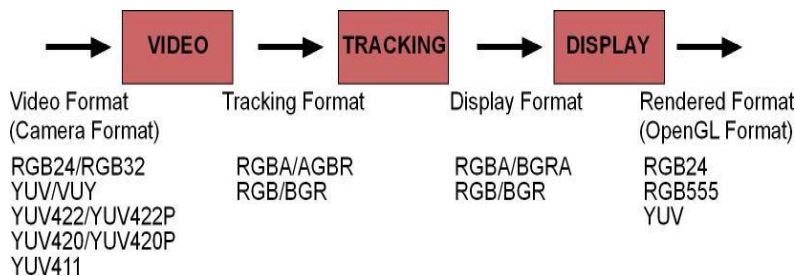 VIDEO TRACKING DISPLAY
Video Format Tracking Format Display Format Rendered Format
(Camera Format) (OpenGL Format)
RGB24/RGB32 RGBA/AGBR RGBA/BGRA RGB24
YUV/VUY RGB/BGR RGB/BGR RGB555
YUV422/YUV422P YUV
YUV420/YUV420P
YUV411